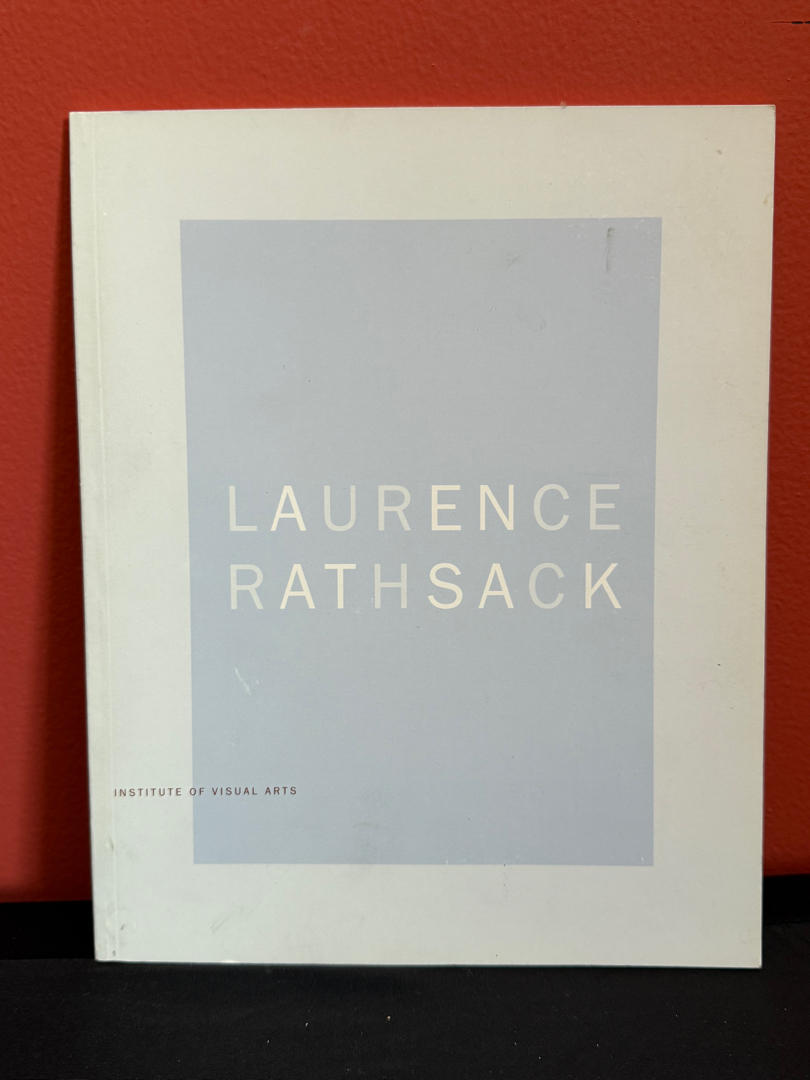 LAURENCE
RATHSACK
INSTITUTE OF VISUAL ARTS